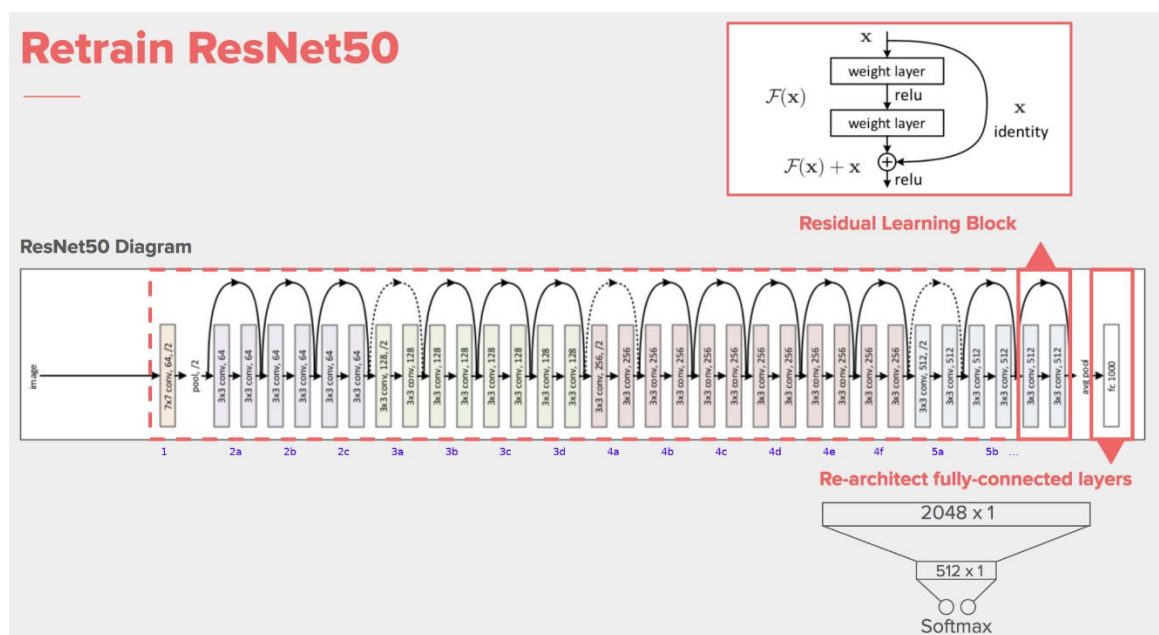 Retrain ResNet50
x
weight layer
relu
F(x)
weight layer
x
identity
F(x) + x
relu
Residual Learning Block
ResNet50 Diagram
image
7x7 conv, 64, /2
pool, /2
3x3 conv, 64
3x3 conv, 64
3x3 conv, 64
3x3 conv, 64
3x3 conv, 64
3x3 conv, 64
3x3 conv, 128, /2
3x3 conv, 128
3x3 conv, 128
3x3 conv, 128
3x3 conv, 128
3x3 conv, 128
3x3 conv, 128
3x3 conv, 128
3x3 conv, 256, /2
3x3 conv, 256
3x3 conv, 256
3x3 conv, 256
3x3 conv, 256
3x3 conv, 256
3x3 conv, 256
3x3 conv, 256
3x3 conv, 256
3x3 conv, 256
3x3 conv, 256
3x3 conv, 256
3x3 conv, 512, /2
3x3 conv, 512
3x3 conv, 512
3x3 conv, 512
3x3 conv, 512
3x3 conv, 512
avg pool
fc 1000
1 2a 2b 2c 3a 3b 3c 3d 4a 4b 4c 4d 4e 4f 5a 5b ...
Re-architect fully-connected layers
2048 x 1
512 x 1
Softmax